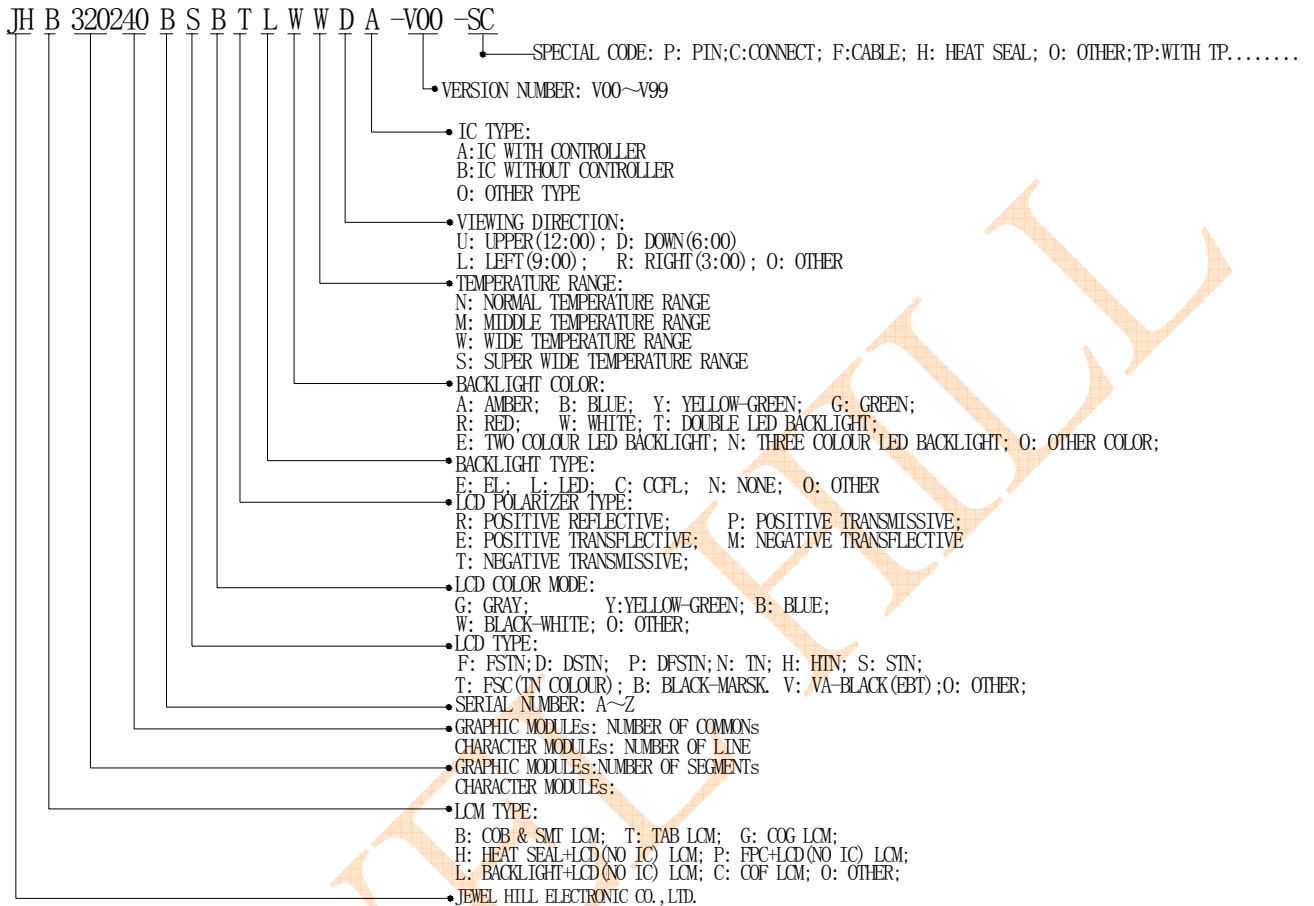 JH B 320240 B S B T L W W D A -V00 -SC
SPECIAL CODE: P: PIN;C:CONNECT; F:CABLE; H: HEAT SEAL; O: OTHER;TP:WITH TP........
VERSION NUMBER: V00～V99
IC TYPE:
A:IC WITH CONTROLLER
B:IC WITHOUT CONTROLLER
O: OTHER TYPE
VIEWING DIRECTION:
U: UPPER(12:00); D: DOWN(6:00)
L: LEFT(9:00); R: RIGHT(3:00); O: OTHER
TEMPERATURE RANGE:
N: NORMAL TEMPERATURE RANGE
M: MIDDLE TEMPERATURE RANGE
W: WIDE TEMPERATURE RANGE
S: SUPER WIDE TEMPERATURE RANGE
BACKLIGHT COLOR:
A: AMBER; B: BLUE; Y: YELLOW-GREEN; G: GREEN;
R: RED; W: WHITE; T: DOUBLE LED BACKLIGHT;
E: TWO COLOUR LED BACKLIGHT; N: THREE COLOUR LED BACKLIGHT; O: OTHER COLOR;
BACKLIGHT TYPE:
E: EL; L: LED; C: CCFL; N: NONE; O: OTHER
LCD POLARIZER TYPE:
R: POSITIVE REFLECTIVE; P: POSITIVE TRANSMISSIVE;
E: POSITIVE TRANSFLECTIVE; M: NEGATIVE TRANSFLECTIVE
T: NEGATIVE TRANSMISSIVE;
LCD COLOR MODE:
G: GRAY; Y:YELLOW-GREEN; B: BLUE;
W: BLACK-WHITE; O: OTHER;
LCD TYPE:
F: FSTN;D: DSTN; P: DFSTN;N: TN; H: HTN; S: STN;
T: FSC(TN COLOUR); B: BLACK-MARSK. V: VA-BLACK(EBT);O: OTHER;
SERIAL NUMBER: A～Z
GRAPHIC MODULEs: NUMBER OF COMMONs
CHARACTER MODULEs: NUMBER OF LINE
GRAPHIC MODULEs:NUMBER OF SEGMENTs
CHARACTER MODULEs:
LCM TYPE:
B: COB & SMT LCM; T: TAB LCM; G: COG LCM;
H: HEAT SEAL+LCD(NO IC) LCM; P: FPC+LCD(NO IC) LCM;
L: BACKLIGHT+LCD(NO IC) LCM; C: COF LCM; O: OTHER;
JEWEL HILL ELECTRONIC CO.,LTD.